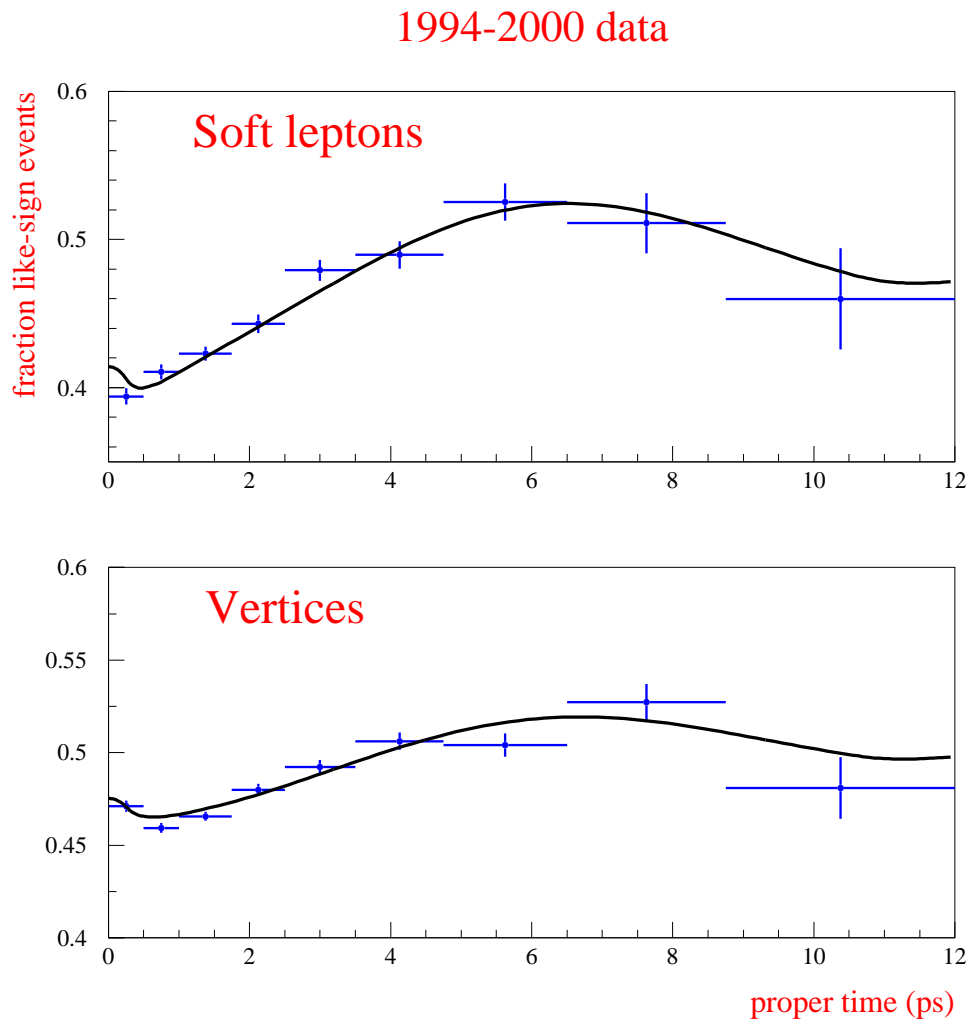 1994-2000 data
fraction like-sign events
Soft leptons
0.6
0.5
0.4
0 2 4 6 8 10 12
Vertices
0.6
0.55
0.5
0.45
0.4
0 2 4 6 8 10 12
proper time (ps)